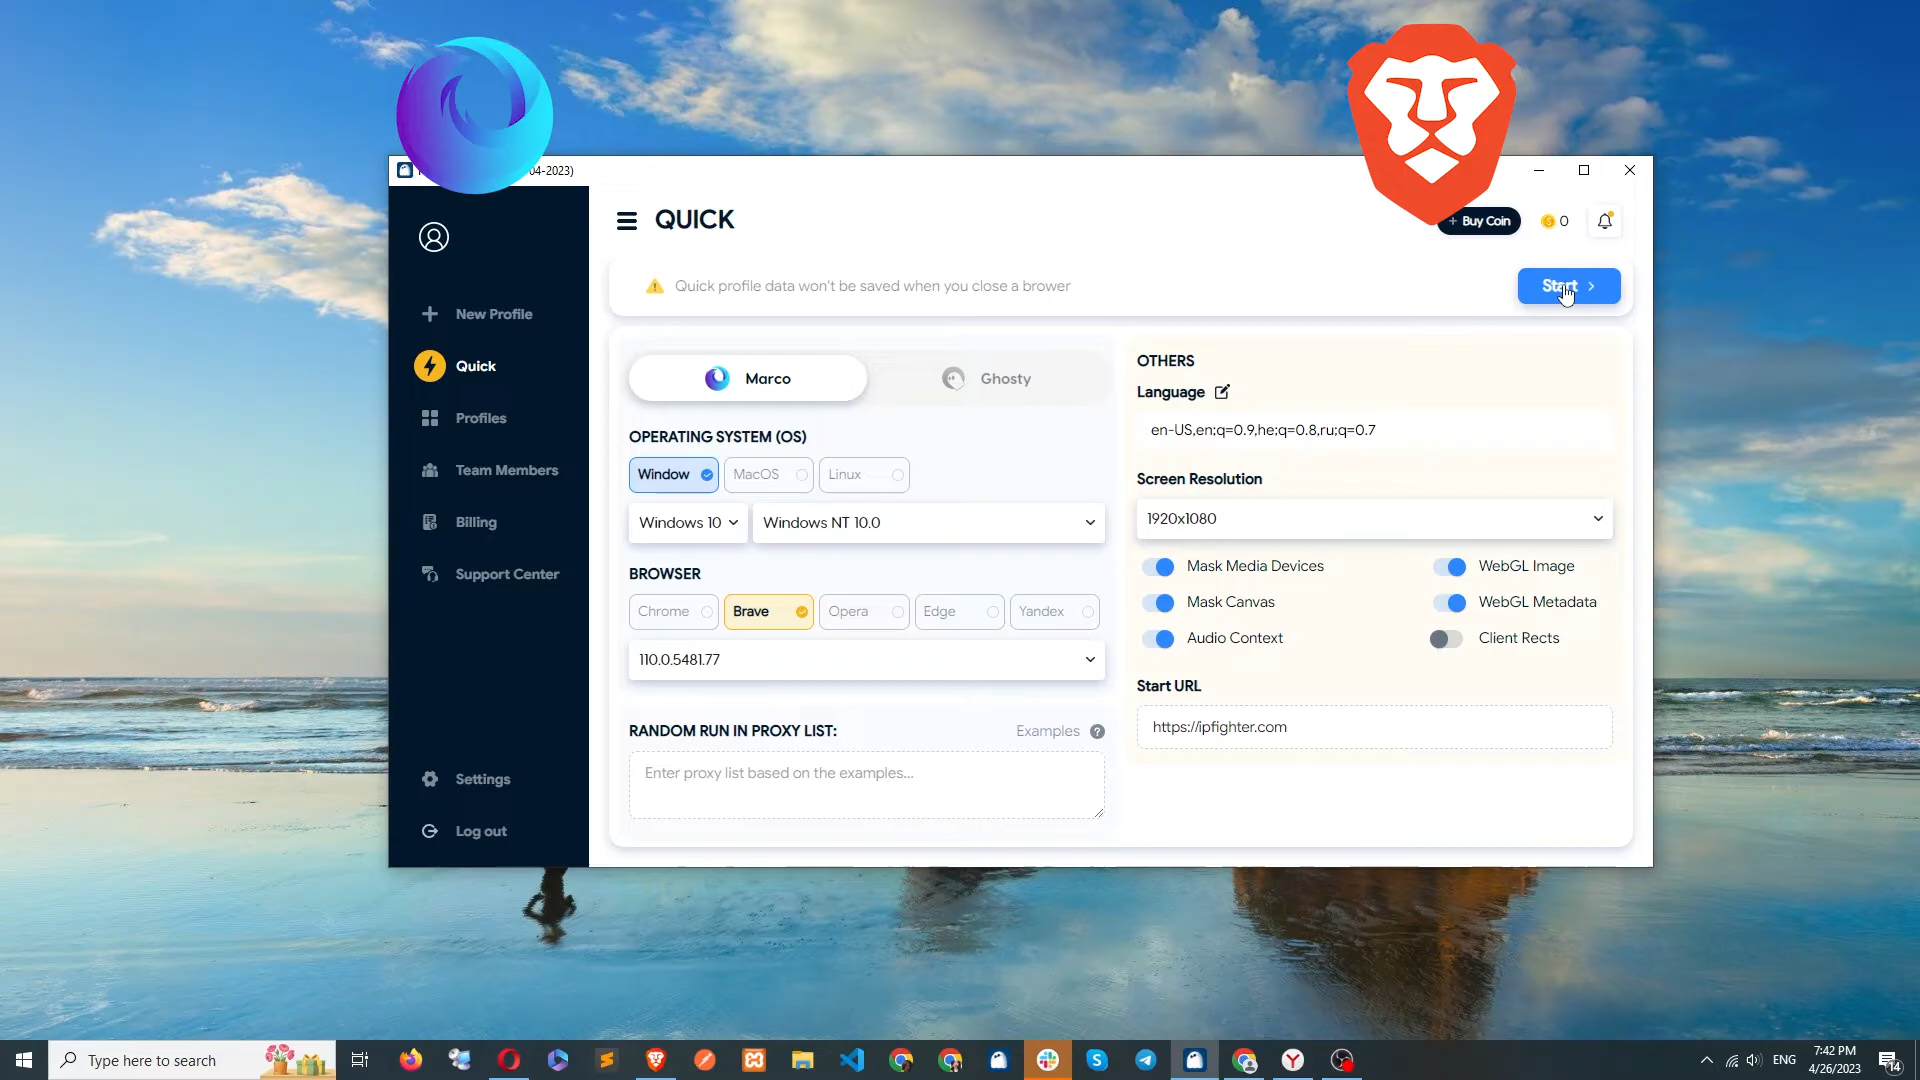 04-2023)
QUICK
+ Buy Coin
0
Quick profile data won't be saved when you close a brower
Start
New Profile
Quick
Profiles
Team Members
Billing
Support Center
Settings
Log out
Marco
Ghosty
OPERATING SYSTEM (OS)
Window
MacOS
Linux
Windows 10
Windows NT 10.0
BROWSER
Chrome
Brave
Opera
Edge
Yandex
110.0.5481.77
RANDOM RUN IN PROXY LIST:
Examples ?
Enter proxy list based on the examples...
OTHERS
Language
en-US,en;q=0.9,he;q=0.8,ru;q=0.7
Screen Resolution
1920x1080
Mask Media Devices
WebGL Image
Mask Canvas
WebGL Metadata
Audio Context
Client Rects
Start URL
https://ipfighter.com
Type here to search
ENG
7:42 PM
4/26/2023
14